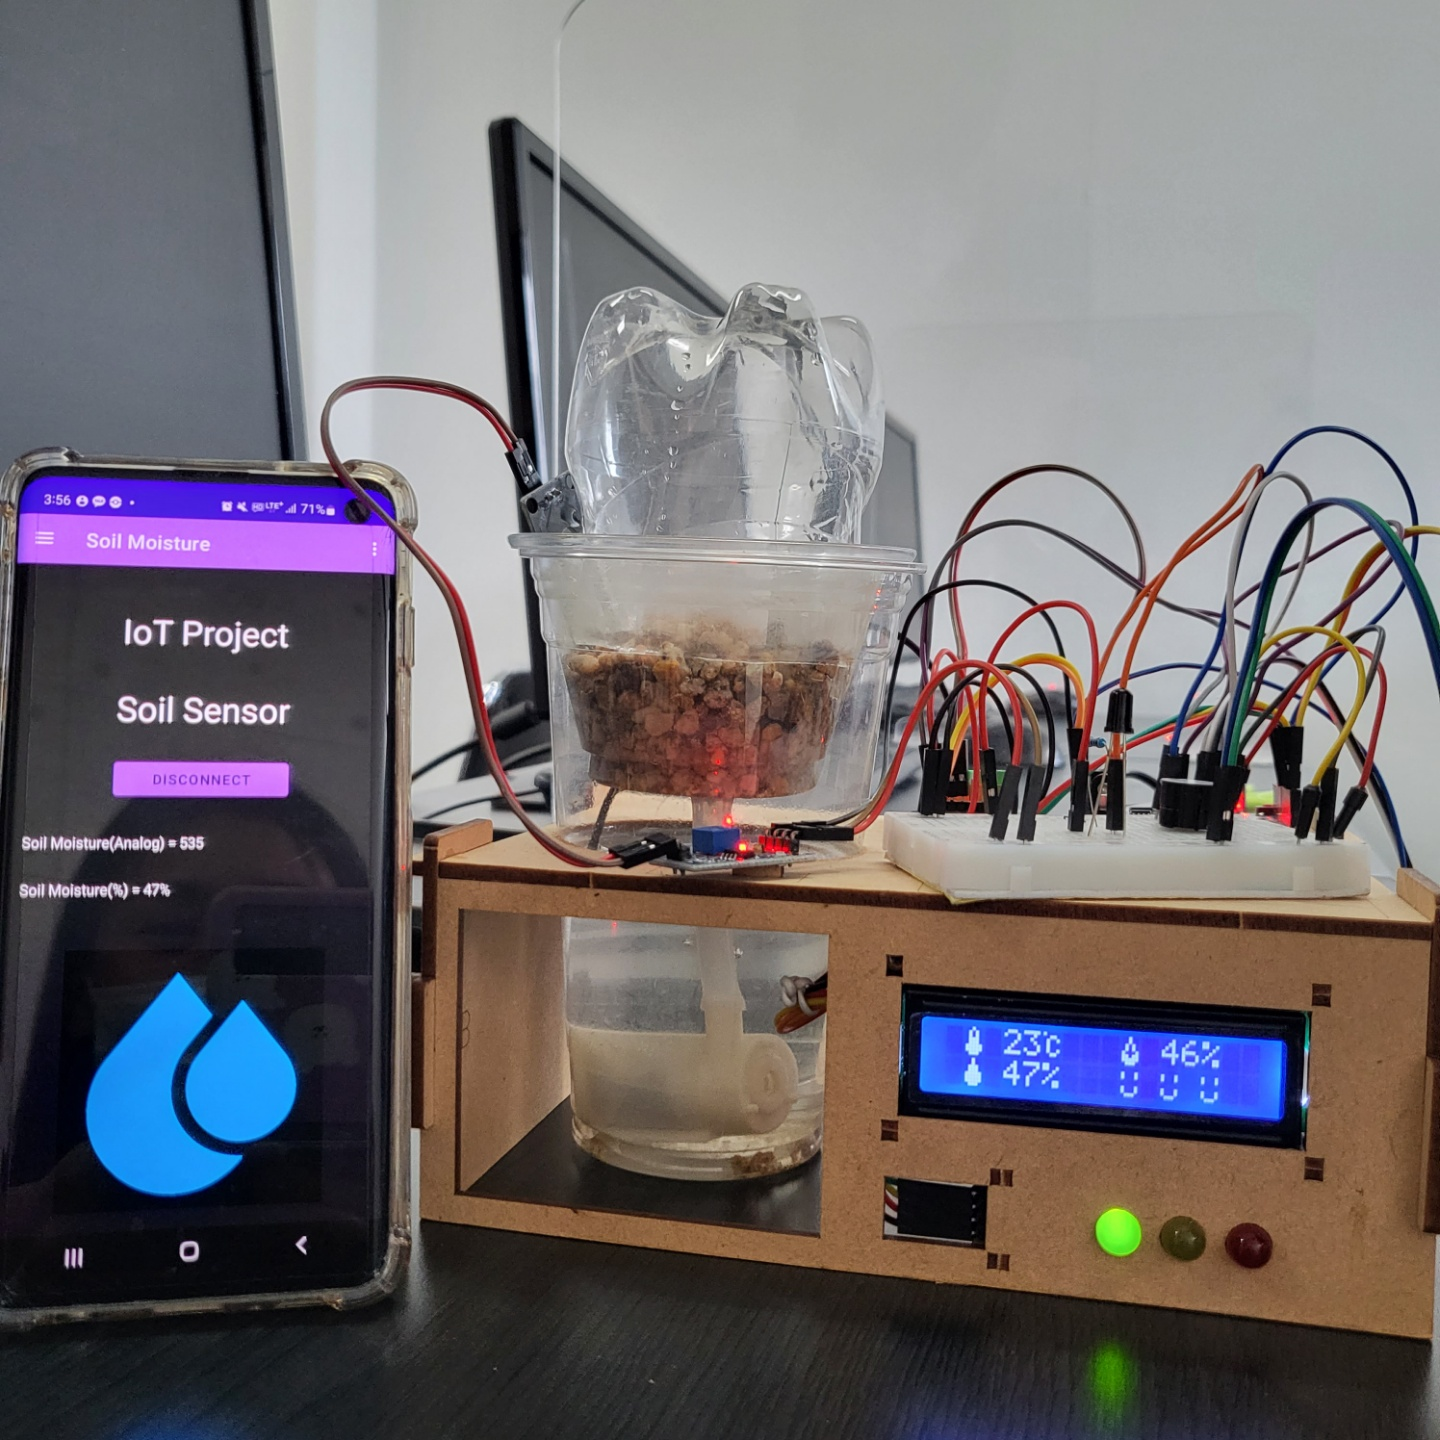 3:56 LTE+ 71%
Soil Moisture
IoT Project
Soil Sensor
DISCONNECT
Soil Moisture(Analog) = 535
Soil Moisture(%) = 47%
23℃ 46%
47% U U U